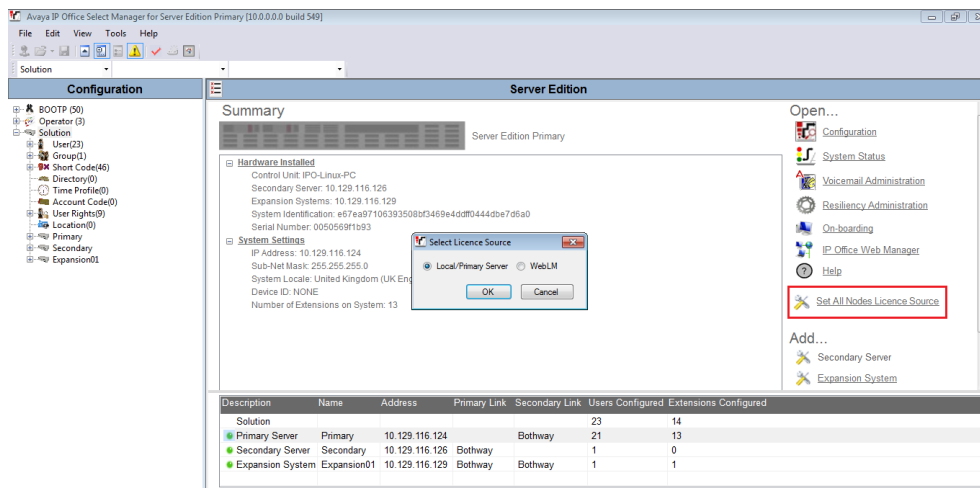 Avaya IP Office Select Manager for Server Edition Primary [10.0.0.0.0 build 549]
File Edit View Tools Help
Solution
Configuration
BOOTP (50)
Operator (3)
Solution
User(23)
Group(1)
Short Code(46)
Directory(0)
Time Profile(0)
Account Code(0)
User Rights(9)
Location(0)
Primary
Secondary
Expansion01
Server Edition
Summary
Server Edition Primary
Hardware Installed
Control Unit: IPO-Linux-PC
Secondary Server: 10.129.116.126
Expansion Systems: 10.129.116.129
System Identification: e67ea97106393508bf3469e4ddff0444dbe7d6a0
Serial Number: 0050569f1b93
System Settings
IP Address: 10.129.116.124
Sub-Net Mask: 255.255.255.0
System Locale: United Kingdom (UK Eng
Device ID: NONE
Number of Extensions on System: 13
Select Licence Source
Local/Primary Server WebLM
OK Cancel
Open...
Configuration
System Status
Voicemail Administration
Resiliency Administration
On-boarding
IP Office Web Manager
Help
Set All Nodes Licence Source
Add...
Secondary Server
Expansion System
Description Name Address Primary Link Secondary Link Users Configured Extensions Configured
Solution 23 14
Primary Server Primary 10.129.116.124 Bothway 21 13
Secondary Server Secondary 10.129.116.126 Bothway 1 0
Expansion System Expansion01 10.129.116.129 Bothway Bothway 1 1